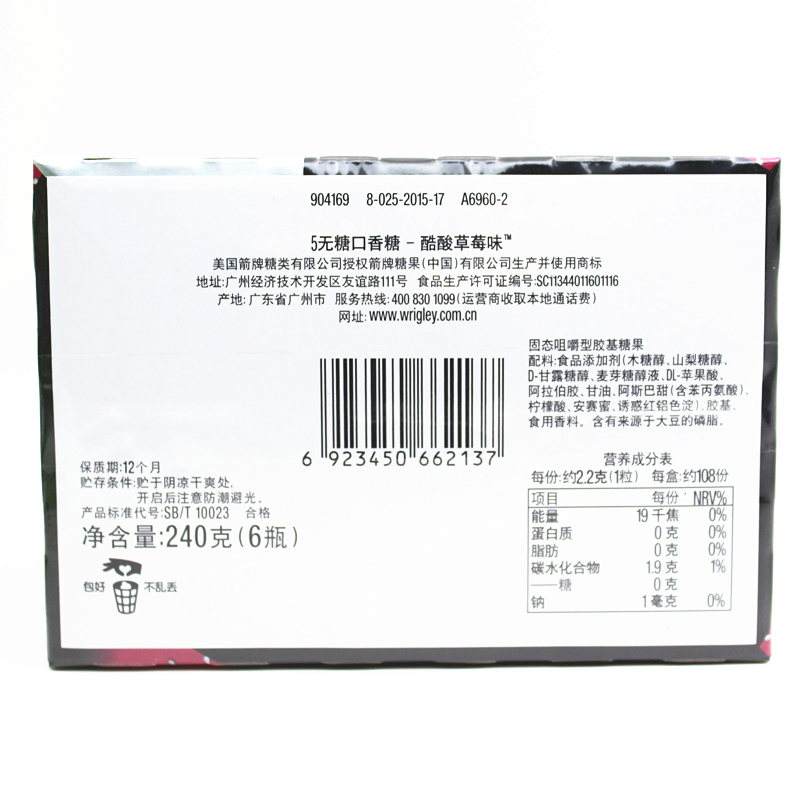 904169 8-025-2015-17 A6960-2
5无糖口香糖 - 酷酸草莓味™
美国箭牌糖类有限公司授权箭牌糖果(中国)有限公司生产并使用商标
地址:广州经济技术开发区友谊路111号 食品生产许可证编号:SC11344011601116
产地: 广东省广州市 服务热线: 400 830 1099(运营商收取本地通话费)
网址: www.wrigley.com.cn
固态咀嚼型胶基糖果
配料:食品添加剂(木糖醇、山梨糖醇、
D-甘露糖醇、麦芽糖醇液、DL-苹果酸、
阿拉伯胶、甘油、阿斯巴甜(含苯丙氨酸)、
柠檬酸、安赛蜜、诱惑红铝色淀)、胶基、
食用香料。含有来源于大豆的磷脂。
6 923450 662137
保质期:12个月
贮存条件:贮于阴凉干爽处,
开启后注意防潮避光。
产品标准代号:SB/T 10023 合格
净含量:240克(6瓶)
包好 不乱丢
营养成分表
每份:约2.2克(1粒) 每盒:约108份
项目 每份 NRV%
能量 19 千焦 0%
蛋白质 0 克 0%
脂肪 0 克 0%
碳水化合物 1.9 克 1%
——糖 0 克
钠 1 毫克 0%